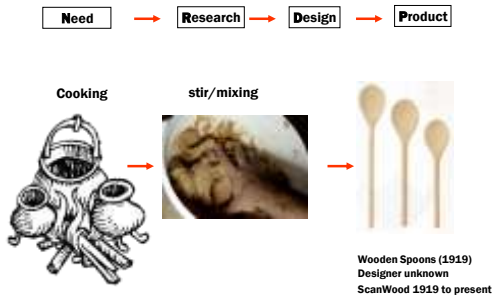 Need
Research
Design
Product
Cooking
stir/mixing
Wooden Spoons (1919)
Designer unknown
ScanWood 1919 to present